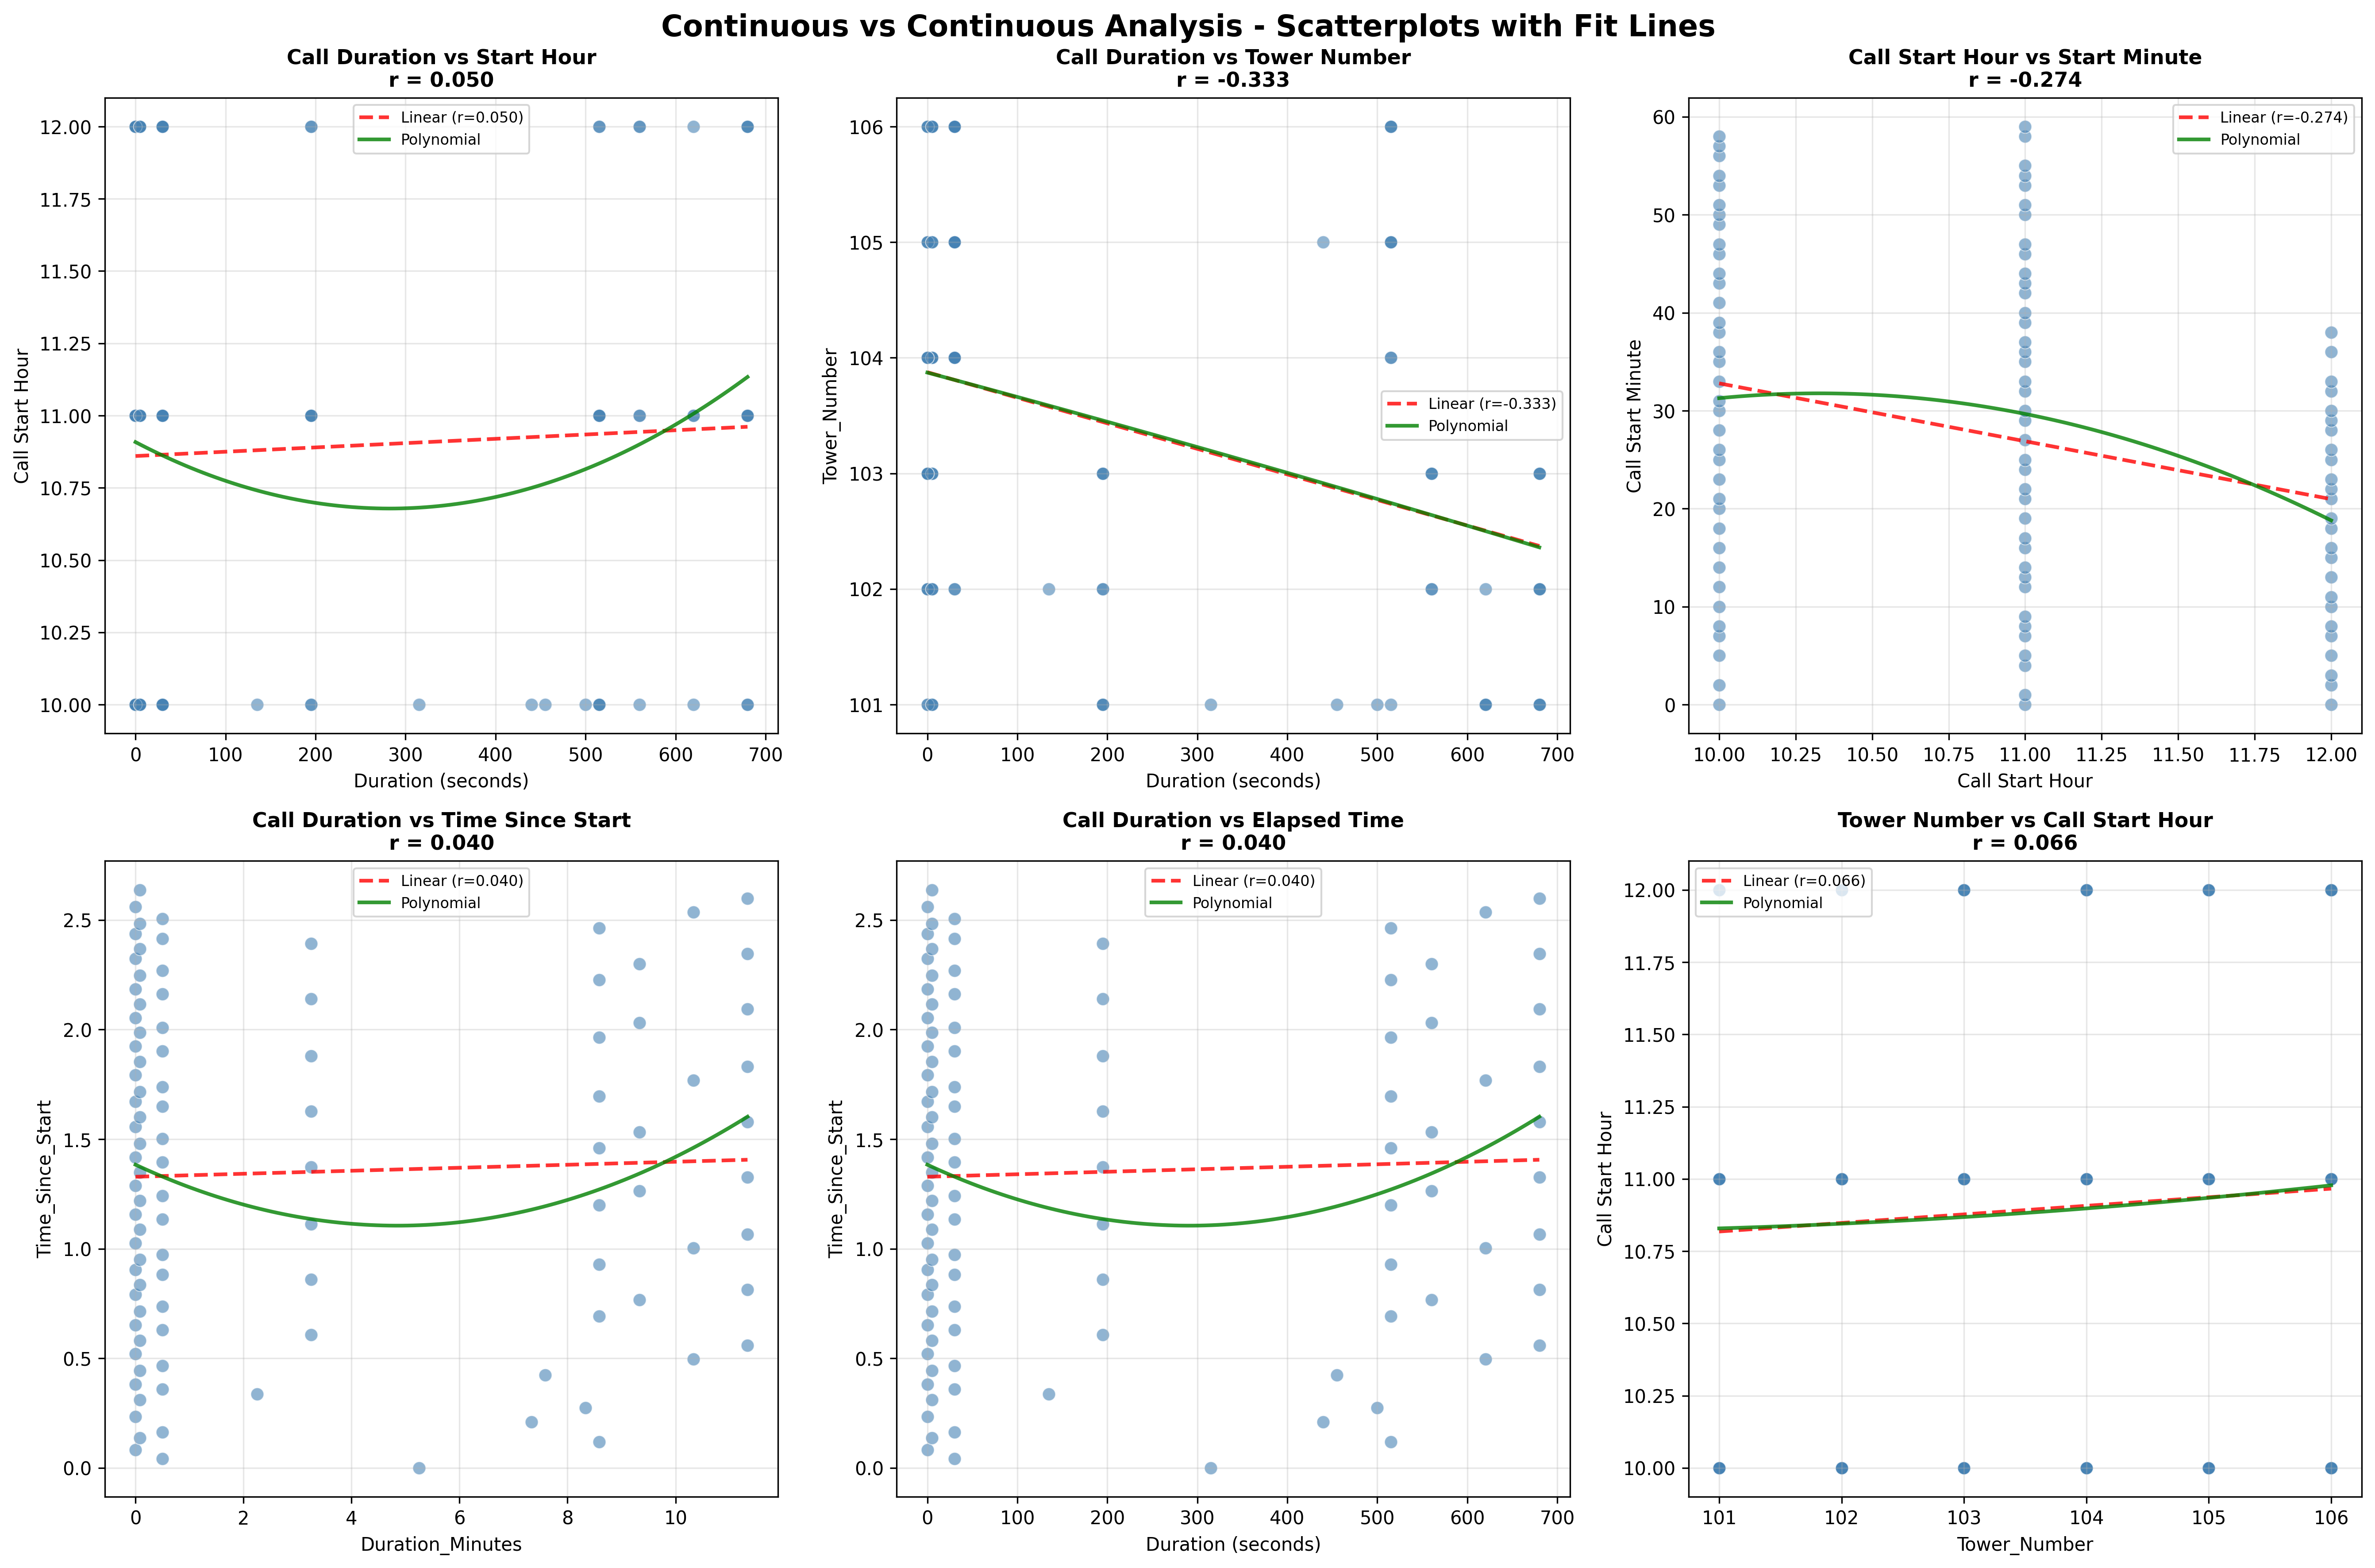 Continuous vs Continuous Analysis - Scatterplots with Fit Lines
Call Duration vs Start Hour
r = 0.050
Linear (r=0.050)
Polynomial
12.00
11.75
11.50
11.25
11.00
10.75
10.50
10.25
10.00
Call Start Hour
0 100 200 300 400 500 600 700
Duration (seconds)
Call Duration vs Tower Number
r = -0.333
Linear (r=-0.333)
Polynomial
106
105
104
103
102
101
Tower_Number
0 100 200 300 400 500 600 700
Duration (seconds)
Call Start Hour vs Start Minute
r = -0.274
Linear (r=-0.274)
Polynomial
60
50
40
30
20
10
0
Call Start Minute
10.00 10.25 10.50 10.75 11.00 11.25 11.50 11.75 12.00
Call Start Hour
Call Duration vs Time Since Start
r = 0.040
Linear (r=0.040)
Polynomial
2.5
2.0
1.5
1.0
0.5
0.0
Time_Since_Start
0 2 4 6 8 10
Duration_Minutes
Call Duration vs Elapsed Time
r = 0.040
Linear (r=0.040)
Polynomial
2.5
2.0
1.5
1.0
0.5
0.0
Time_Since_Start
0 100 200 300 400 500 600 700
Duration (seconds)
Tower Number vs Call Start Hour
r = 0.066
Linear (r=0.066)
Polynomial
12.00
11.75
11.50
11.25
11.00
10.75
10.50
10.25
10.00
Call Start Hour
101 102 103 104 105 106
Tower_Number